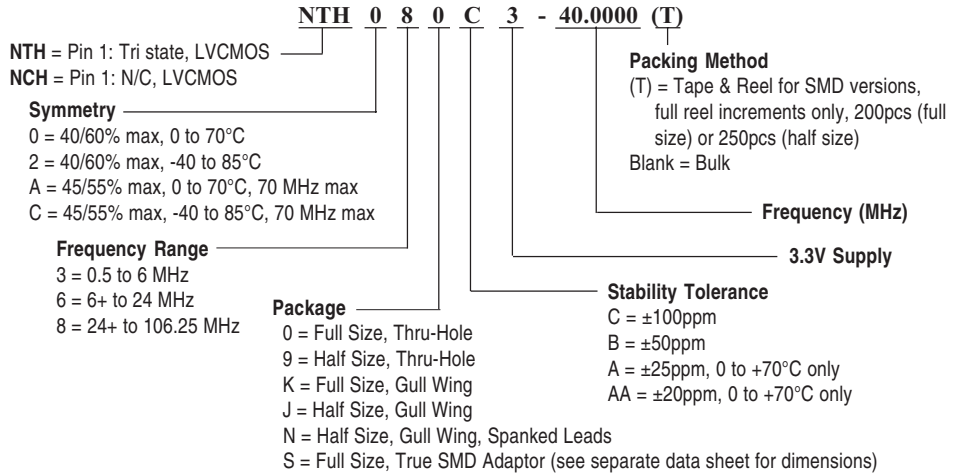 NTH 0 8 0 C 3 - 40.0000 (T)
NTH = Pin 1: Tri state, LVCMOS
NCH = Pin 1: N/C, LVCMOS
Symmetry
0 = 40/60% max, 0 to 70°C
2 = 40/60% max, -40 to 85°C
A = 45/55% max, 0 to 70°C, 70 MHz max
C = 45/55% max, -40 to 85°C, 70 MHz max
Frequency Range
3 = 0.5 to 6 MHz
6 = 6+ to 24 MHz
8 = 24+ to 106.25 MHz
Package
0 = Full Size, Thru-Hole
9 = Half Size, Thru-Hole
K = Full Size, Gull Wing
J = Half Size, Gull Wing
N = Half Size, Gull Wing, Spanked Leads
S = Full Size, True SMD Adaptor (see separate data sheet for dimensions)
Packing Method
(T) = Tape & Reel for SMD versions,
full reel increments only, 200pcs (full
size) or 250pcs (half size)
Blank = Bulk
Frequency (MHz)
3.3V Supply
Stability Tolerance
C = ±100ppm
B = ±50ppm
A = ±25ppm, 0 to +70°C only
AA = ±20ppm, 0 to +70°C only